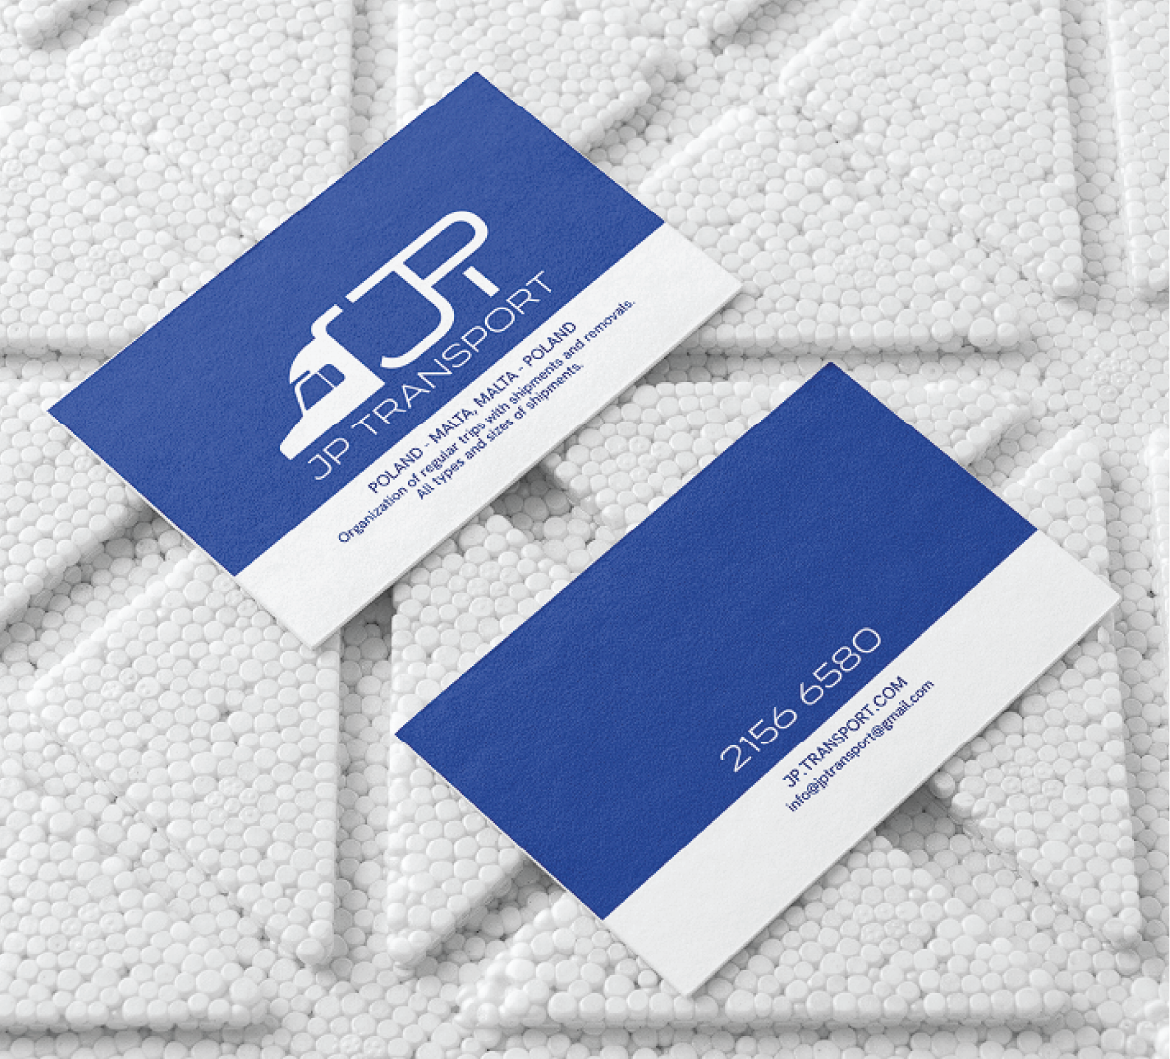 JP
JP TRANSPORT
POLAND - MALTA, MALTA - POLAND
Organization of regular trips with shipments and removals.
All types and sizes of shipments.
2156 6580
JP.TRANSPORT.COM
info@jptransport@gmail.com